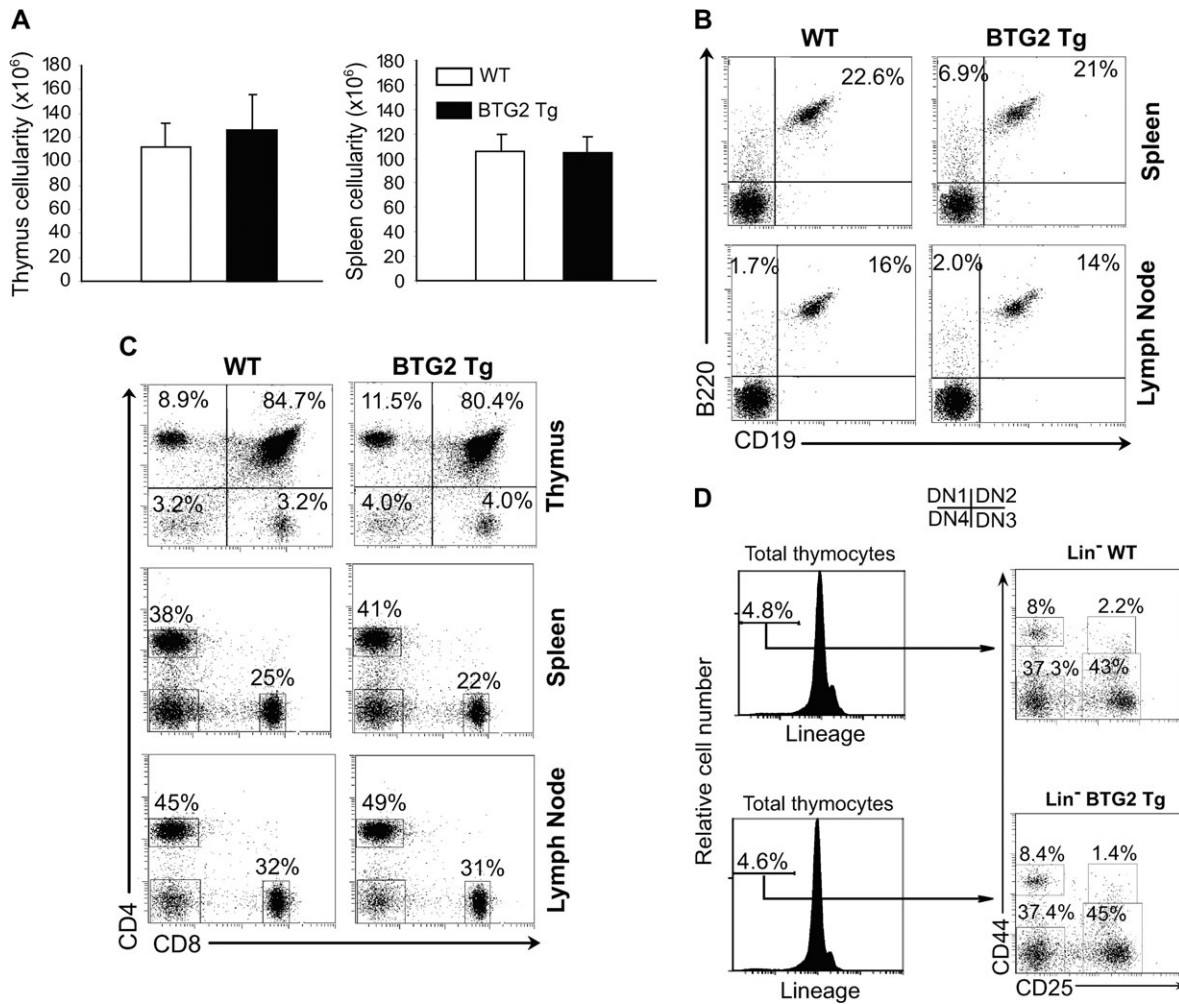 A
Thymus cellularity (x10⁶)
180
160
140
120
100
80
60
40
20
0
Spleen cellularity (x10⁶)
180
160
140
120
100
80
60
40
20
0
WT
BTG2 Tg
B
WT
BTG2 Tg
22.6%
6.9%
21%
Spleen
1.7%
16%
2.0%
14%
Lymph Node
B220
CD19
C
WT
BTG2 Tg
8.9%
84.7%
11.5%
80.4%
3.2%
3.2%
4.0%
4.0%
Thymus
38%
25%
41%
22%
Spleen
45%
32%
49%
31%
Lymph Node
CD4
CD8
D
DN1 DN2
DN4 DN3
Total thymocytes
4.8%
Lineage
Lin⁻ WT
8%
2.2%
37.3%
43%
Relative cell number
Total thymocytes
4.6%
Lineage
Lin⁻ BTG2 Tg
8.4%
1.4%
37.4%
45%
CD44
CD25